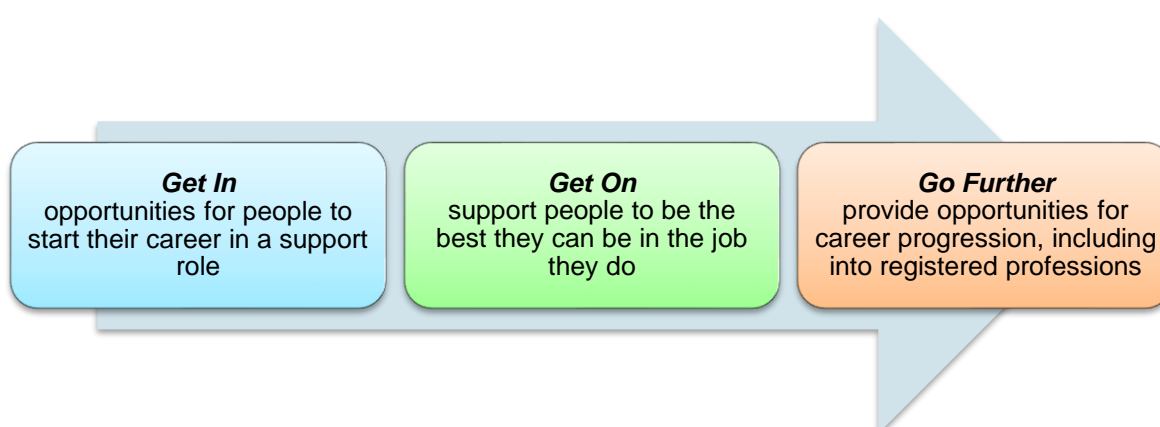 Get In
opportunities for people to
start their career in a support
role
Get On
support people to be the
best they can be in the job
they do
Go Further
provide opportunities for
career progression, including
into registered professions